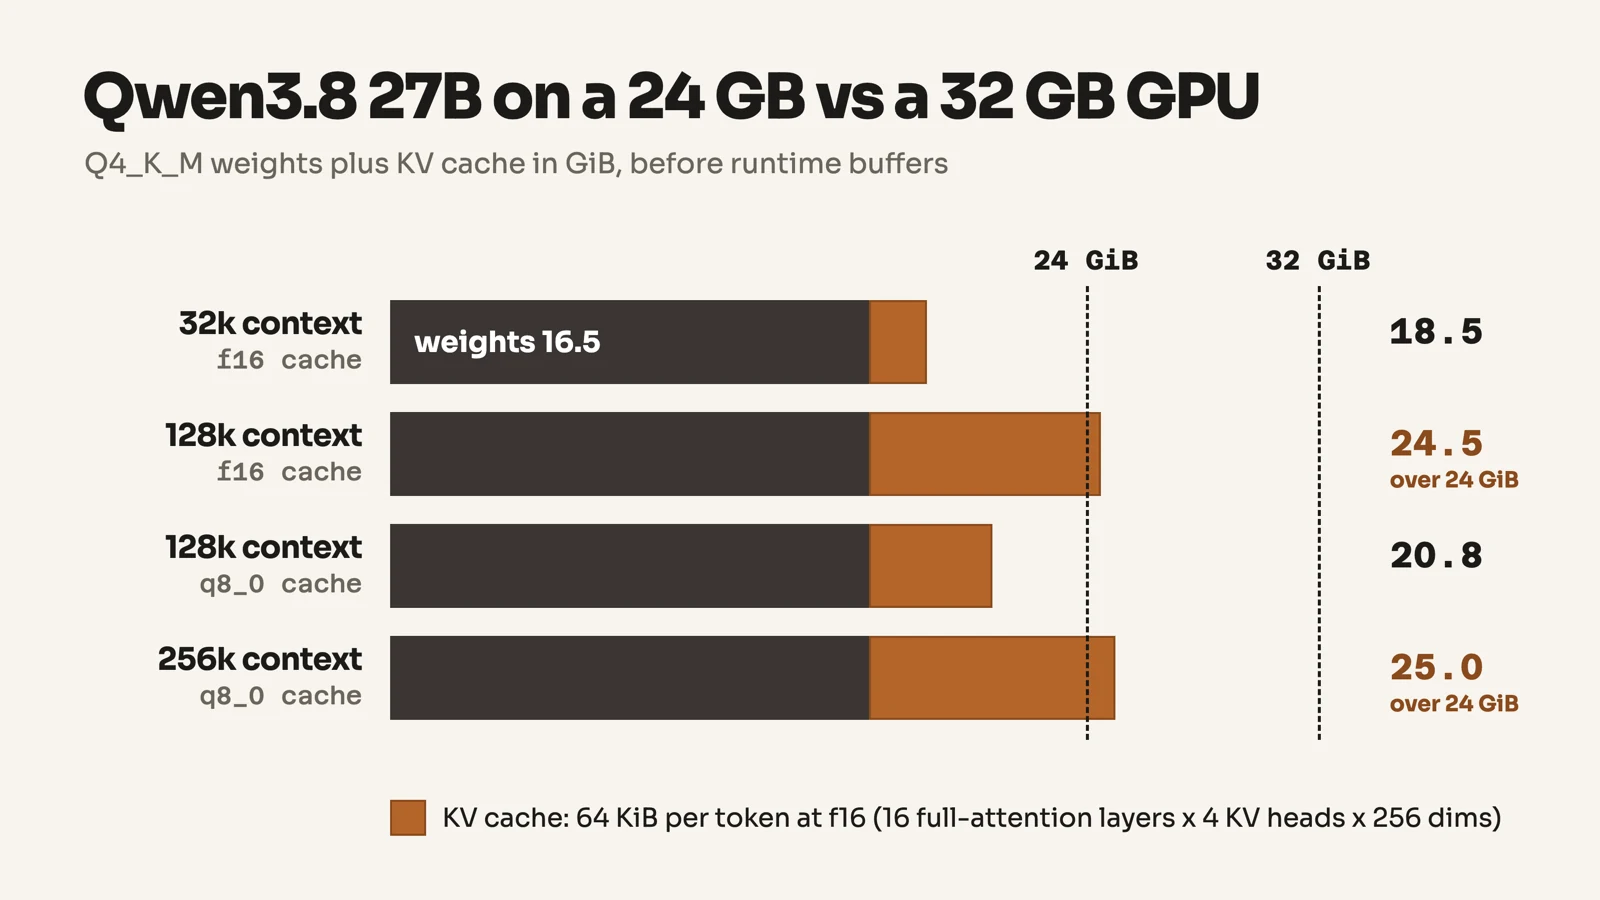 Qwen3.8 27B on a 24 GB vs a 32 GB GPU
Q4_K_M weights plus KV cache in GiB, before runtime buffers
24 GiB
32 GiB
32k context
f16 cache
weights 16.5
18.5
128k context
f16 cache
24.5
over 24 GiB
128k context
q8_0 cache
20.8
256k context
q8_0 cache
25.0
over 24 GiB
KV cache: 64 KiB per token at f16 (16 full-attention layers x 4 KV heads x 256 dims)